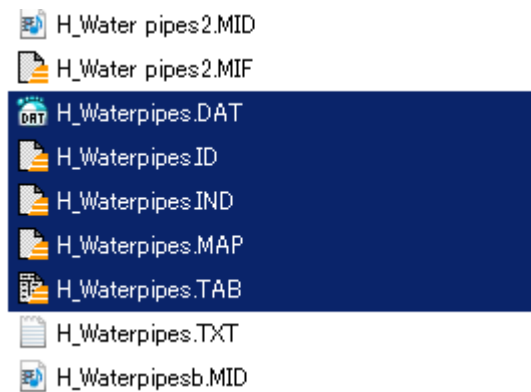 H_Water pipes2.MID
H_Water pipes2.MIF
DAT H_Waterpipes.DAT
H_Waterpipes.ID
H_Waterpipes.IND
H_Waterpipes.MAP
H_Waterpipes.TAB
H_Waterpipes.TXT
H_Waterpipesb.MID